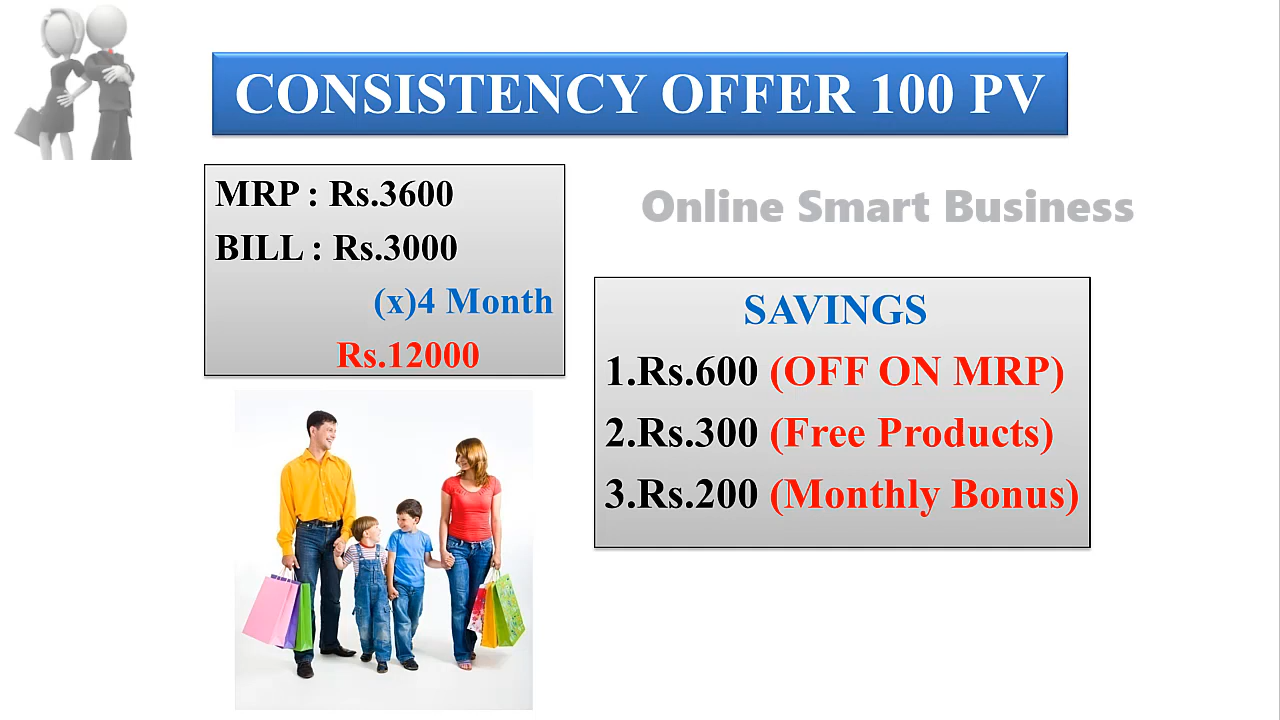 CONSISTENCY OFFER 100 PV
MRP : Rs.3600
BILL : Rs.3000
(x)4 Month
Rs.12000
Online Smart Business
SAVINGS
1.Rs.600 (OFF ON MRP)
2.Rs.300 (Free Products)
3.Rs.200 (Monthly Bonus)